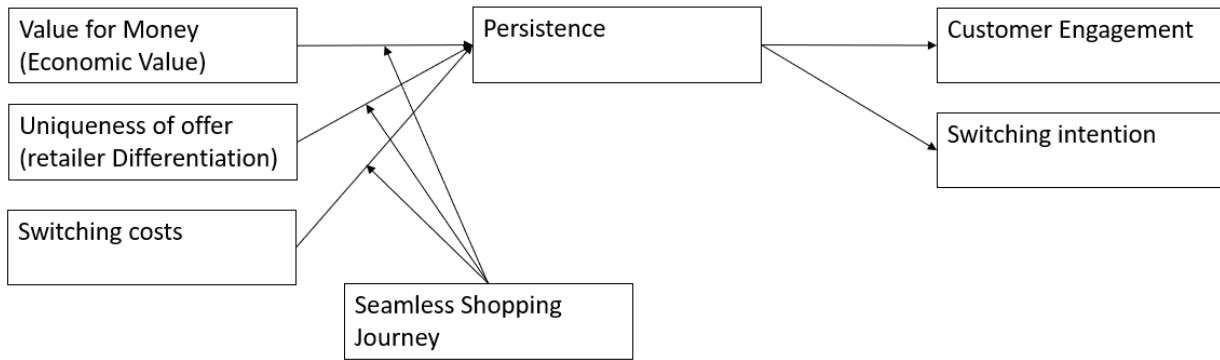 Value for Money
(Economic Value)
Persistence
Customer Engagement
Uniqueness of offer
(retailer Differentiation)
Switching intention
Switching costs
Seamless Shopping
Journey